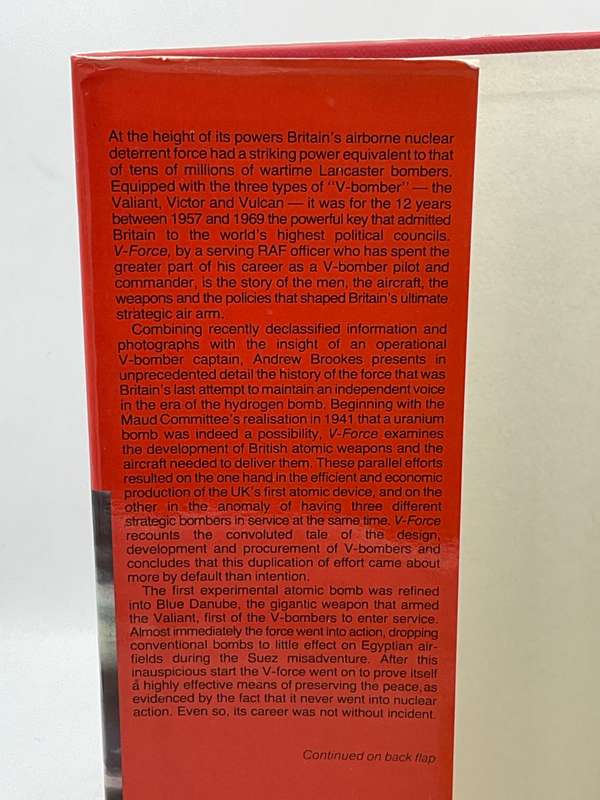 At the height of its powers Britain's airborne nuclear
deterrent force had a striking power equivalent to that
of tens of millions of wartime Lancaster bombers.
Equipped with the three types of "V-bomber" — the
Valiant, Victor and Vulcan — it was for the 12 years
between 1957 and 1969 the powerful key that admitted
Britain to the world's highest political councils.
V-Force, by a serving RAF officer who has spent the
greater part of his career as a V-bomber pilot and
commander, is the story of the men, the aircraft, the
weapons and the policies that shaped Britain's ultimate
strategic air arm.
Combining recently declassified information and
photographs with the insight of an operational
V-bomber captain, Andrew Brookes presents in
unprecedented detail the history of the force that was
Britain's last attempt to maintain an independent voice
in the era of the hydrogen bomb. Beginning with the
Maud Committee's realisation in 1941 that a uranium
bomb was indeed a possibility, V-Force examines
the development of British atomic weapons and the
aircraft needed to deliver them. These parallel efforts
resulted on the one hand in the efficient and economic
production of the UK's first atomic device, and on the
other in the anomaly of having three different
strategic bombers in service at the same time. V-Force
recounts the convoluted tale of the design,
development and procurement of V-bombers and
concludes that this duplication of effort came about
more by default than intention.
The first experimental atomic bomb was refined
into Blue Danube, the gigantic weapon that armed
the Valiant, first of the V-bombers to enter service.
Almost immediately the force went into action, dropping
conventional bombs to little effect on Egyptian air-
fields during the Suez misadventure. After this
inauspicious start the V-force went on to prove itself
a highly effective means of preserving the peace, as
evidenced by the fact that it never went into nuclear
action. Even so, its career was not without incident.
Continued on back flap